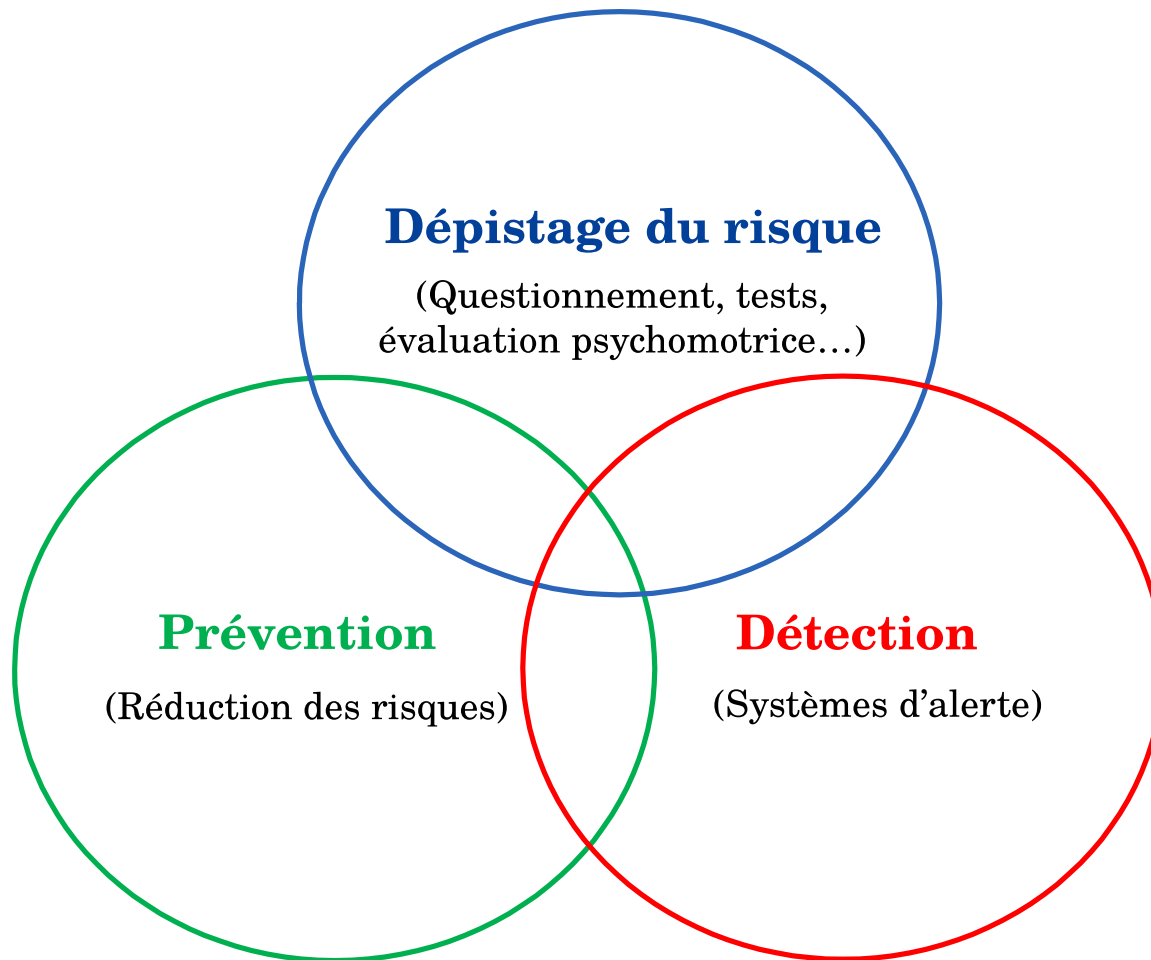 Dépistage du risque
(Questionnement, tests,
évaluation psychomotrice…)
Prévention
(Réduction des risques)
Détection
(Systèmes d’alerte)